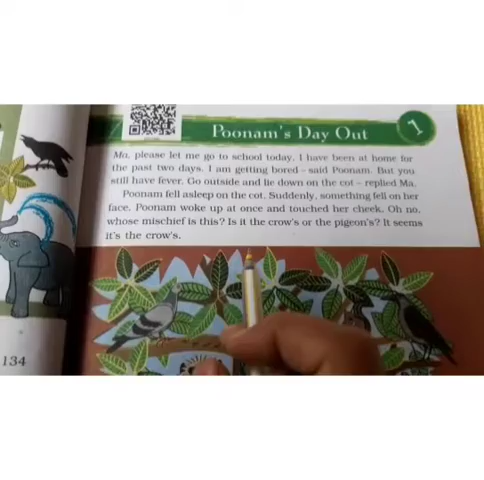 Poonam's Day Out
1
Ma, please let me go to school today. I have been at home for
the past two days. I am getting bored – said Poonam. But you
still have fever. Go outside and lie down on the cot – replied Ma.
Poonam fell asleep on the cot. Suddenly, something fell on her
face. Poonam woke up at once and touched her cheek. Oh no,
whose mischief is this? Is it the crow's or the pigeon's? It seems
it's the crow's.
134